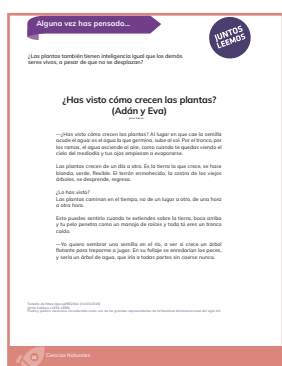 Alguna vez has pensado...
JUNTOS
LEEMOS
¿Las plantas también tienen inteligencia igual que los demás
seres vivos, a pesar de que no se desplazan?
¿Has visto cómo crecen las plantas?
(Adán y Eva)
—¿Has visto cómo crecen las plantas? Al lugar en que cae la semilla
acude el agua: es el agua la que germina, sube al sol. Por el tronco, por
las ramas, el agua asciende al aire, como cuando te quedas viendo el
cielo del mediodía y tus ojos empiezan a evaporarse.
Las plantas crecen de un día a otro. Es la tierra la que crece, se hace
blanda, verde, flexible. El terrón enmohecido, la costra de los viejos
árboles, se desprende, regresa.
¿Lo has visto?
Las plantas caminan en el tiempo, no de un lugar a otro, de una hora
a otra hora.
Esto puedes sentirlo cuando te extiendes sobre la tierra, boca arriba
y tu pelo penetra como un manojo de raíces y toda tú eres un tronco
caído.
—Yo quiero sembrar una semilla en el río, a ver si crece un árbol
flotante para treparme a jugar. En su follaje se enredarían los peces,
y sería un árbol de agua, que iría a todas partes sin caerse nunca.
Ciencias Naturales